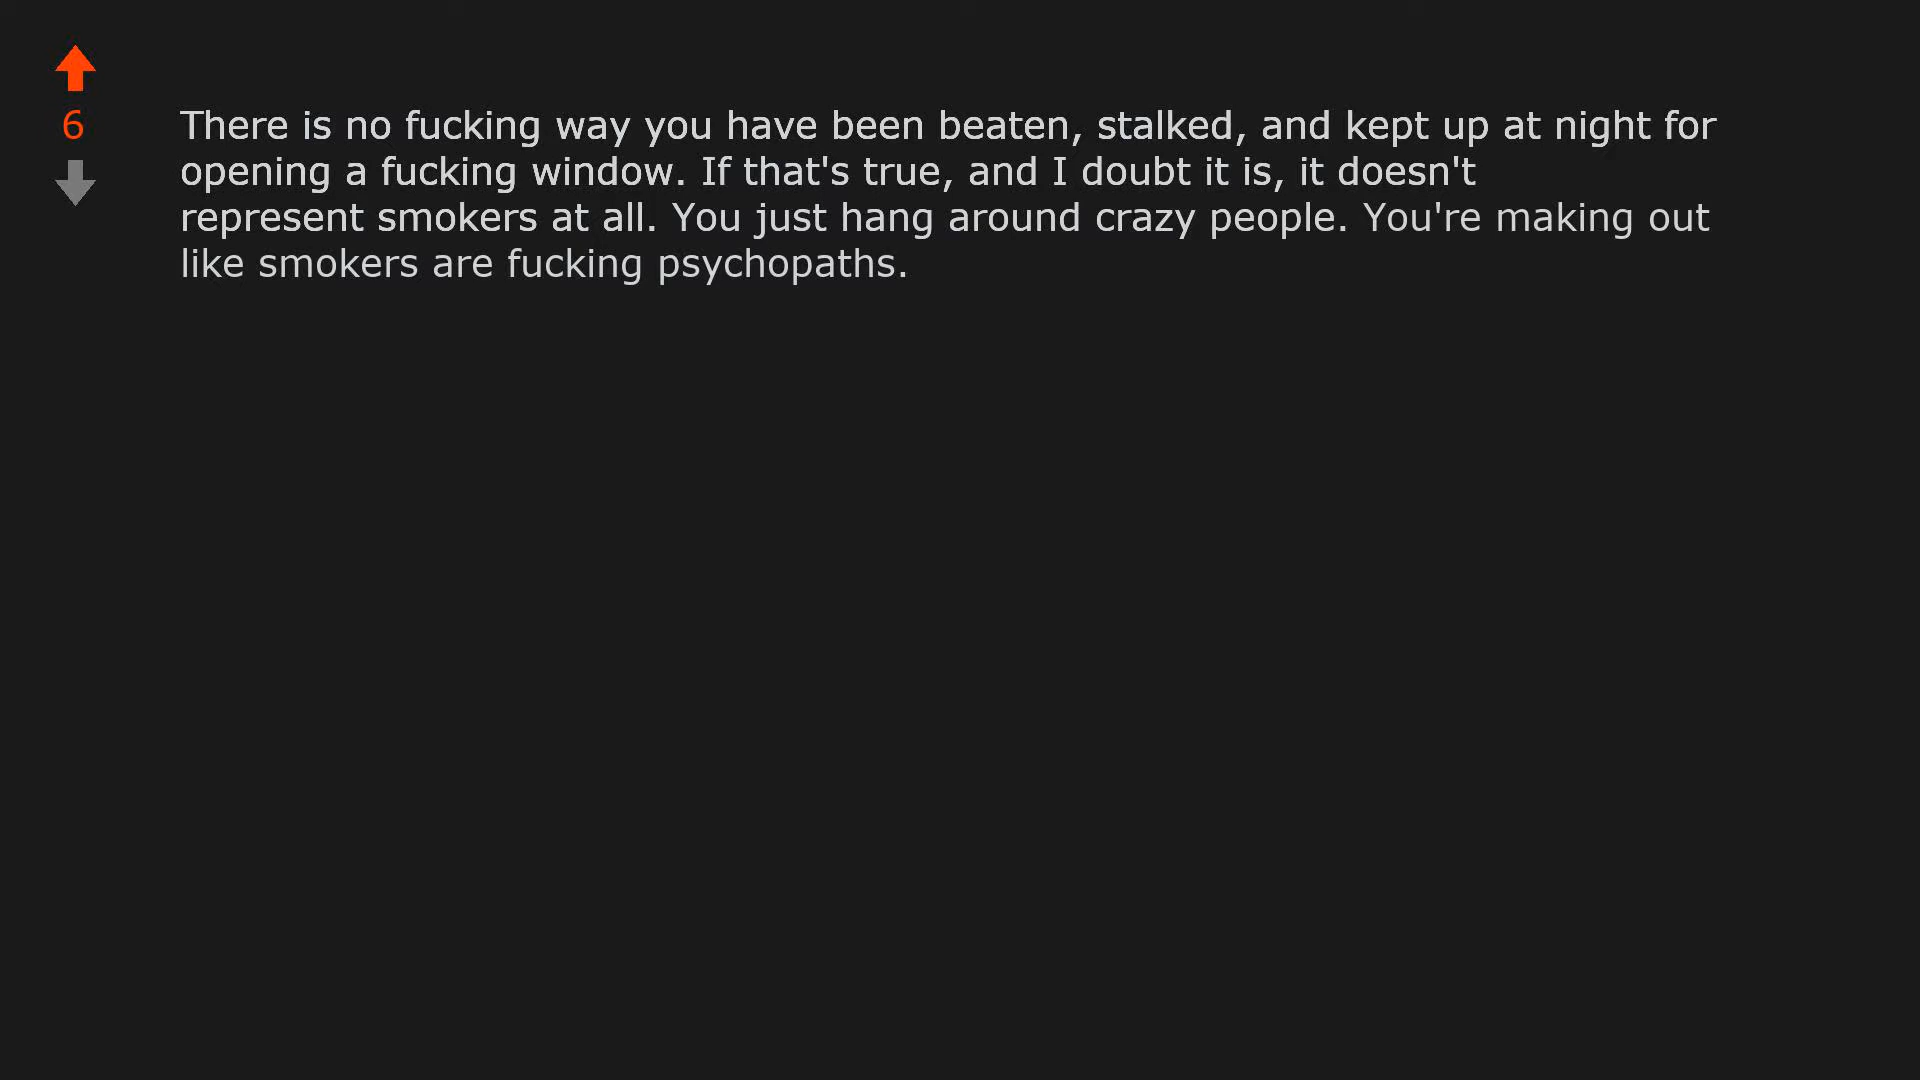 6
There is no fucking way you have been beaten, stalked, and kept up at night for
opening a fucking window. If that's true, and I doubt it is, it doesn't
represent smokers at all. You just hang around crazy people. You're making out
like smokers are fucking psychopaths.